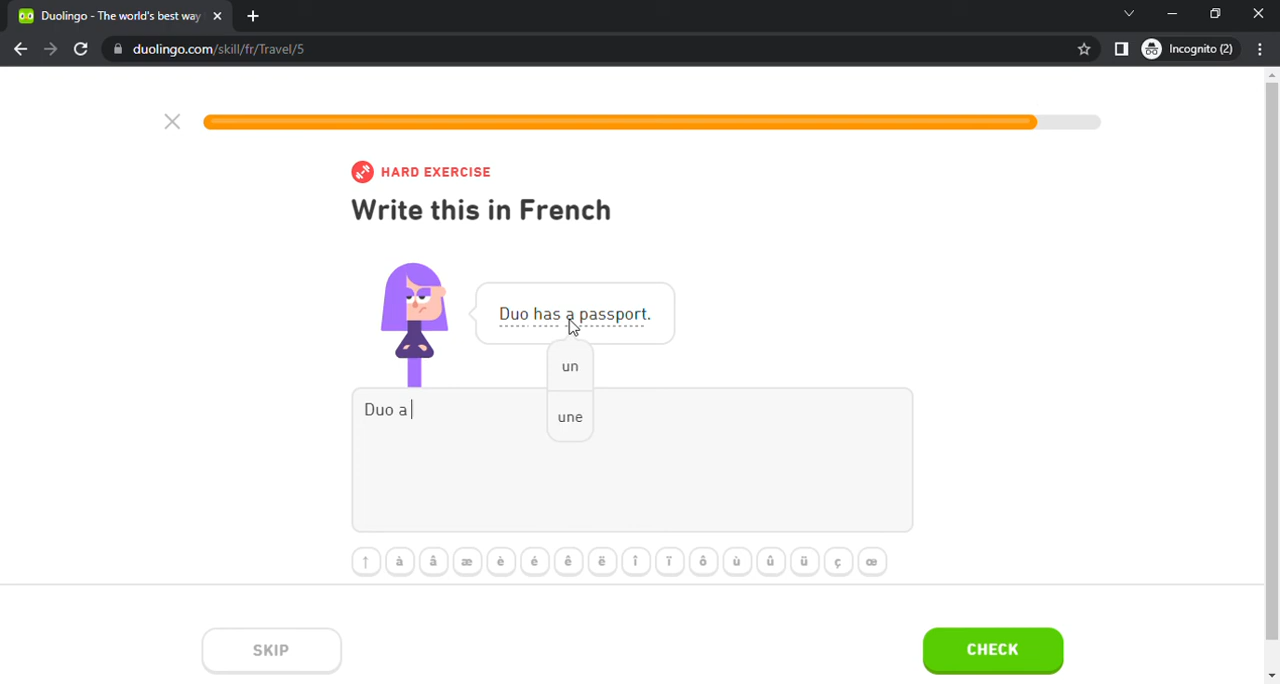 Duolingo - The world's best way
duolingo.com/skill/fr/Travel/5
Incognito (2)
HARD EXERCISE
Write this in French
Duo has a passport.
un
une
Duo a
↑ à â æ è é ê ë î ï ô ù û ü ç œ
SKIP
CHECK